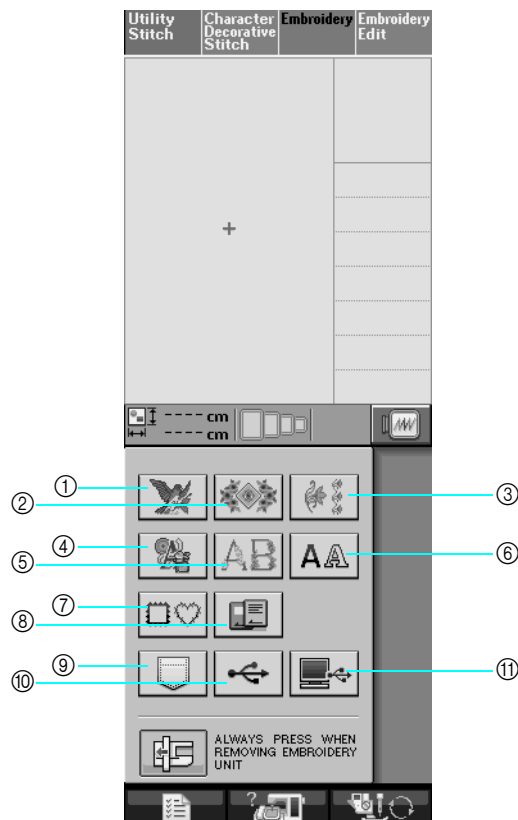 Utility Stitch
Character Decorative Stitch
Embroidery
Embroidery Edit
---- cm
---- cm
①
②
③
④
⑤
AB
AA
⑥
⑦
⑧
⑨
⑩
⑪
ALWAYS PRESS WHEN
REMOVING EMBROIDERY
UNIT
?